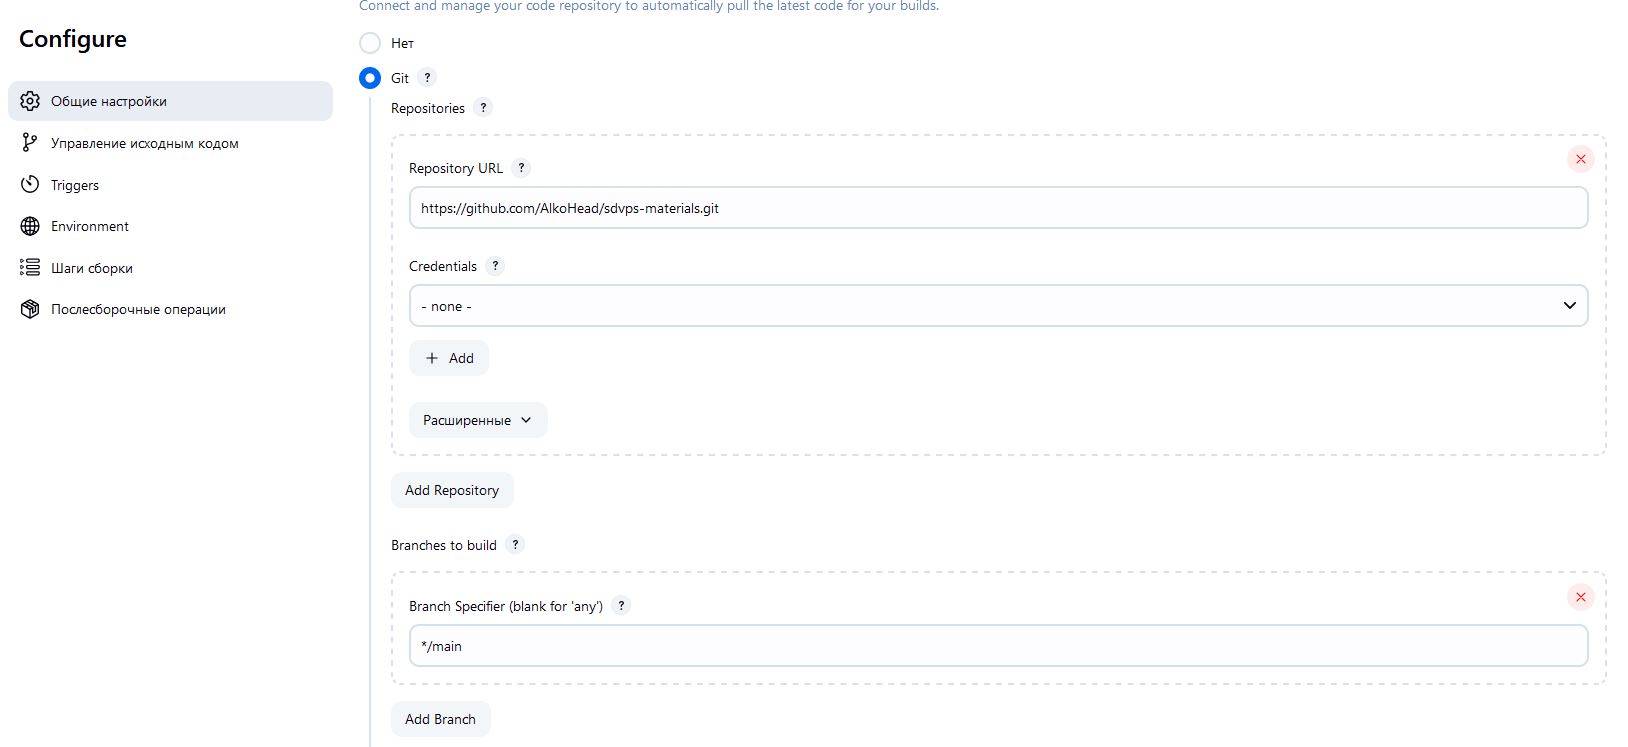 Connect and manage your code repository to automatically pull the latest code for your builds.
Configure
Общие настройки
Управление исходным кодом
Triggers
Environment
Шаги сборки
Послесборочные операции
Нет
Git ?
Repositories ?
Repository URL ?
https://github.com/AlkoHead/sdvps-materials.git
Credentials ?
- none -
+ Add
Расширенные
Add Repository
Branches to build ?
Branch Specifier (blank for 'any') ?
*/main
Add Branch